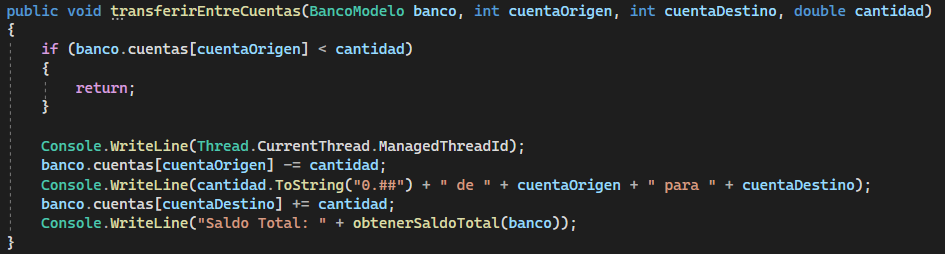 public void transferirEntreCuentas(BancoModelo banco, int cuentaOrigen, int cuentaDestino, double cantidad)
{
    if (banco.cuentas[cuentaOrigen] < cantidad)
    {
        return;
    }

    Console.WriteLine(Thread.CurrentThread.ManagedThreadId);
    banco.cuentas[cuentaOrigen] -= cantidad;
    Console.WriteLine(cantidad.ToString("0.##") + " de " + cuentaOrigen + " para " + cuentaDestino);
    banco.cuentas[cuentaDestino] += cantidad;
    Console.WriteLine("Saldo Total: " + obtenerSaldoTotal(banco));
}